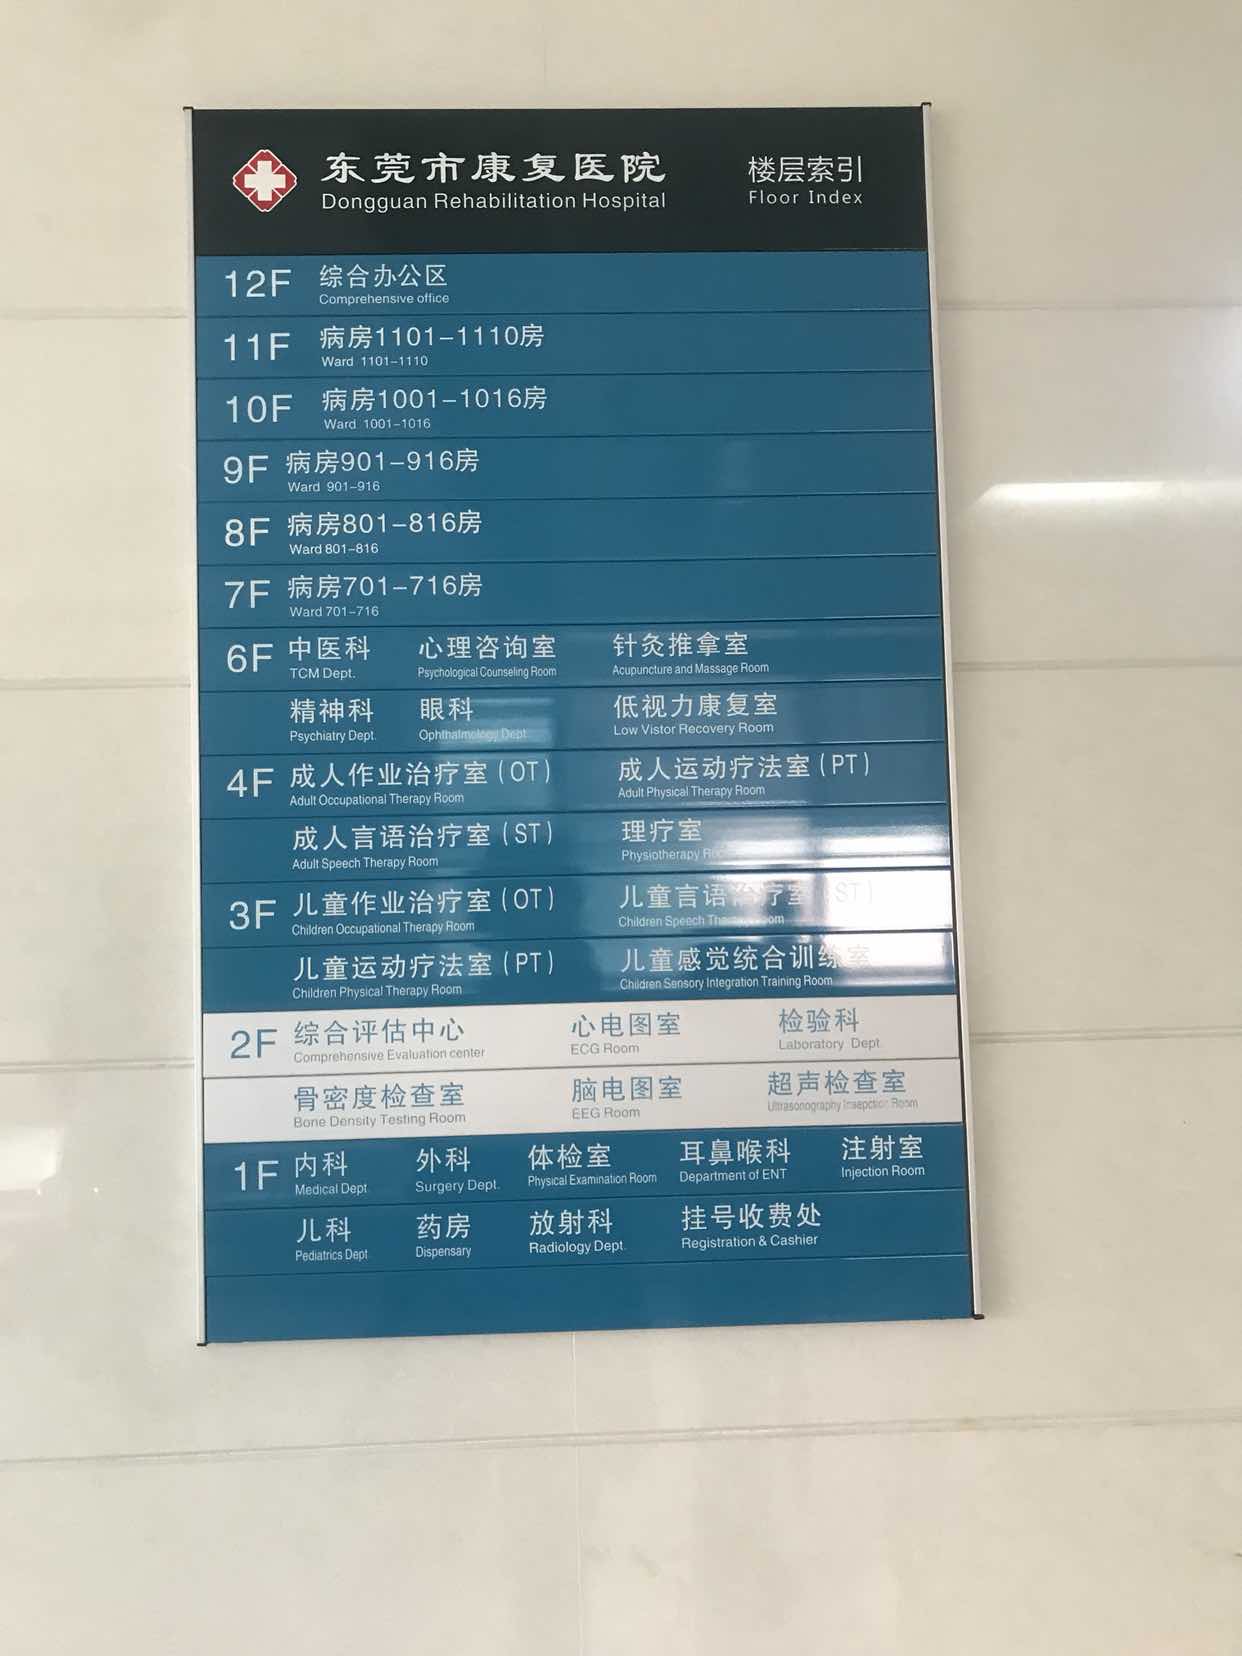 东莞市康复医院 楼层索引
Dongguan Rehabilitation Hospital Floor Index
12F 综合办公区
Comprehensive office
11F 病房1101-1110房
Ward 1101-1110
10F 病房1001-1016房
Ward 1001-1016
9F 病房901-916房
Ward 901-916
8F 病房801-816房
Ward 801-816
7F 病房701-716房
Ward 701-716
6F 中医科 心理咨询室 针灸推拿室
TCM Dept. Psychological Counseling Room Acupuncture and Massage Room
精神科 眼科 低视力康复室
Psychiatry Dept. Ophthalmology Dept. Low Vistor Recovery Room
4F 成人作业治疗室(OT) 成人运动疗法室(PT)
Adult Occupational Therapy Room Adult Physical Therapy Room
成人言语治疗室(ST) 理疗室
Adult Speech Therapy Room Physiotherapy
3F 儿童作业治疗室(OT) 儿童言语治疗室(ST)
Children Occupational Therapy Room Children Speech Therapy Room
儿童运动疗法室(PT) 儿童感觉统合训练室
Children Physical Therapy Room Children Sensory Integration Training Room
2F 综合评估中心 心电图室 检验科
Comprehensive Evaluation center ECG Room Laboratory Dept.
骨密度检查室 脑电图室 超声检查室
Bone Density Testing Room EEG Room Ultrasonography Room
1F 内科 外科 体检室 耳鼻喉科 注射室
Medical Dept. Surgery Dept. Physical Examination Room Department of ENT Injection Room
儿科 药房 放射科 挂号收费处
Pediatrics Dept. Dispensary Radiology Dept. Registration & Cashier